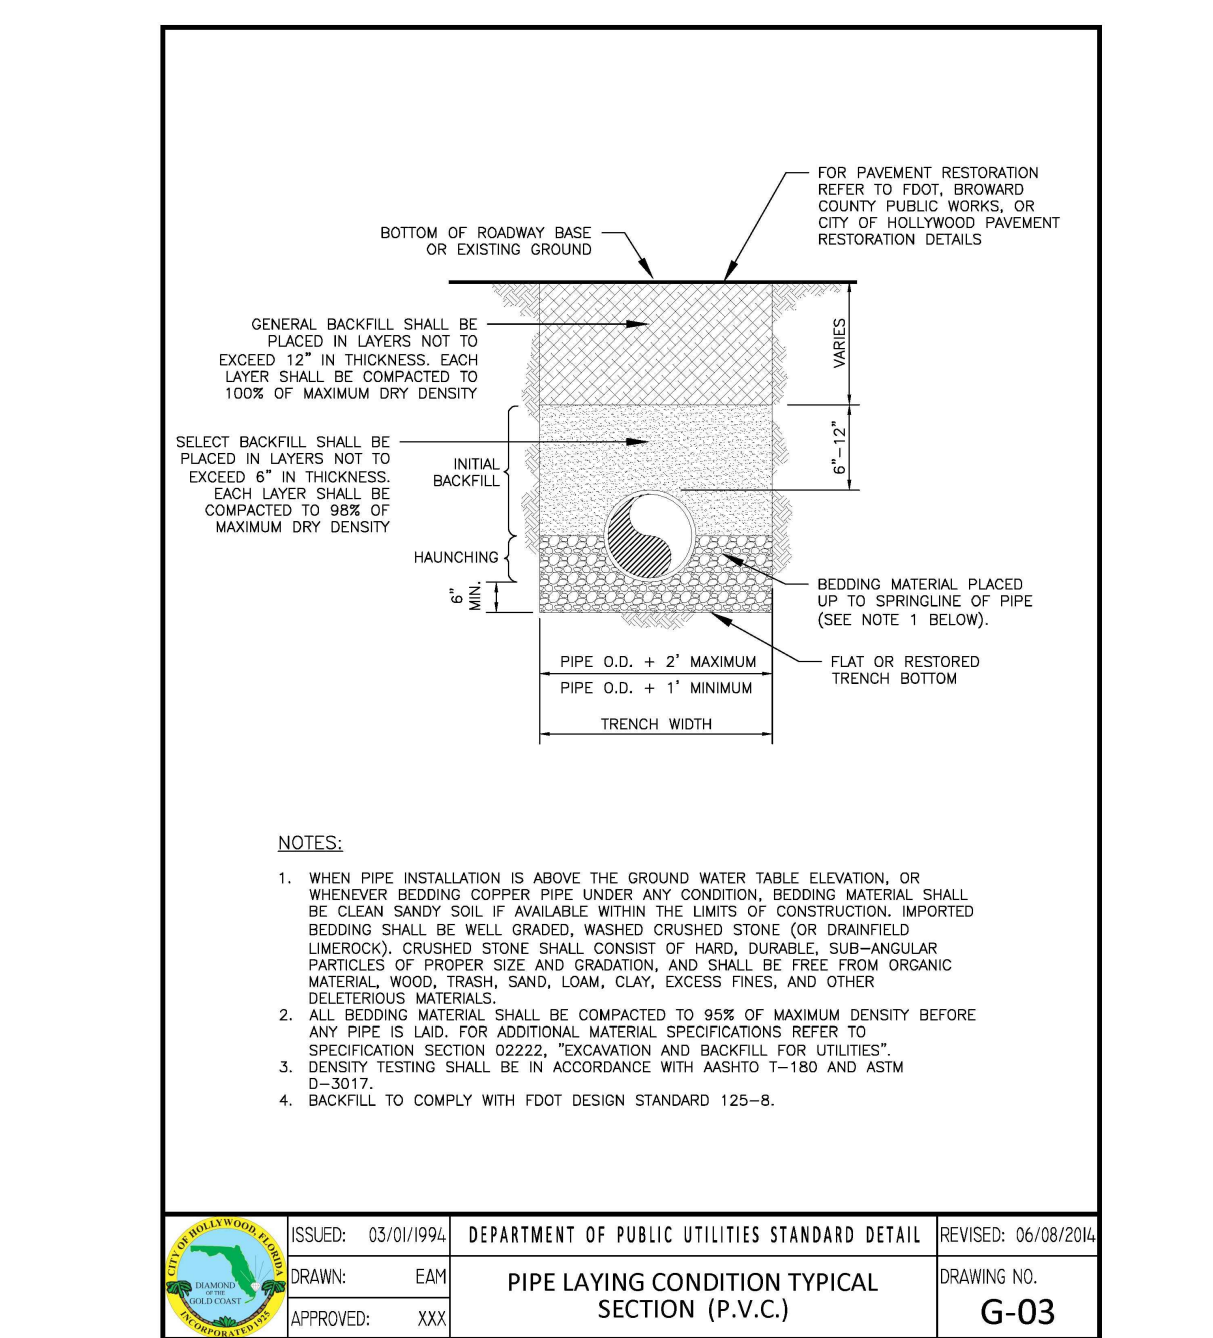 FOR PAVEMENT RESTORATION
REFER TO FDOT, BROWARD
COUNTY PUBLIC WORKS, OR
CITY OF HOLLYWOOD PAVEMENT
RESTORATION DETAILS
BOTTOM OF ROADWAY BASE
OR EXISTING GROUND
GENERAL BACKFILL SHALL BE
PLACED IN LAYERS NOT TO
EXCEED 12" IN THICKNESS. EACH
LAYER SHALL BE COMPACTED TO
100% OF MAXIMUM DRY DENSITY
VARIES
SELECT BACKFILL SHALL BE
PLACED IN LAYERS NOT TO
EXCEED 6" IN THICKNESS.
EACH LAYER SHALL BE
COMPACTED TO 98% OF
MAXIMUM DRY DENSITY
INITIAL
BACKFILL
6"-12"
HAUNCHING
6"
MIN.
BEDDING MATERIAL PLACED
UP TO SPRINGLINE OF PIPE
(SEE NOTE 1 BELOW).
FLAT OR RESTORED
TRENCH BOTTOM
PIPE O.D. + 2' MAXIMUM
PIPE O.D. + 1' MINIMUM
TRENCH WIDTH
NOTES:
1. WHEN PIPE INSTALLATION IS ABOVE THE GROUND WATER TABLE ELEVATION, OR
WHENEVER BEDDING COPPER PIPE UNDER ANY CONDITION, BEDDING MATERIAL SHALL
BE CLEAN SANDY SOIL IF AVAILABLE WITHIN THE LIMITS OF CONSTRUCTION. IMPORTED
BEDDING SHALL BE WELL GRADED, WASHED CRUSHED STONE (OR DRAINFIELD
LIMEROCK). CRUSHED STONE SHALL CONSIST OF HARD, DURABLE, SUB-ANGULAR
PARTICLES OF PROPER SIZE AND GRADATION, AND SHALL BE FREE FROM ORGANIC
MATERIAL, WOOD, TRASH, SAND, LOAM, CLAY, EXCESS FINES, AND OTHER
DELETERIOUS MATERIALS.
2. ALL BEDDING MATERIAL SHALL BE COMPACTED TO 95% OF MAXIMUM DENSITY BEFORE
ANY PIPE IS LAID. FOR ADDITIONAL MATERIAL SPECIFICATIONS REFER TO
SPECIFICATION SECTION 02222, "EXCAVATION AND BACKFILL FOR UTILITIES".
3. DENSITY TESTING SHALL BE IN ACCORDANCE WITH AASHTO T-180 AND ASTM
D-3017.
4. BACKFILL TO COMPLY WITH FDOT DESIGN STANDARD 125-8.
CITY OF HOLLYWOOD, FLORIDA
DIAMOND
OF THE
GOLD COAST
INCORPORATED 1925
ISSUED: 03/01/1994
DRAWN: EAM
APPROVED: XXX
DEPARTMENT OF PUBLIC UTILITIES STANDARD DETAIL
PIPE LAYING CONDITION TYPICAL
SECTION (P.V.C.)
REVISED: 06/08/2014
DRAWING NO.
G-03